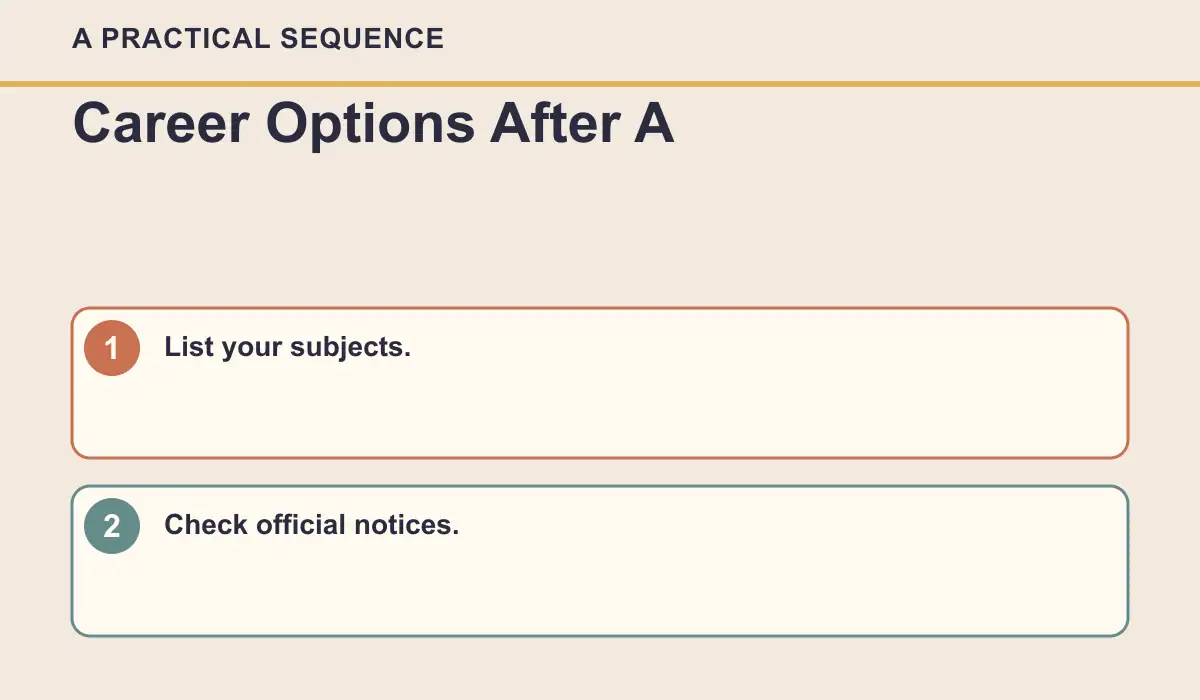 A PRACTICAL SEQUENCE
Career Options After A
1 List your subjects.
2 Check official notices.